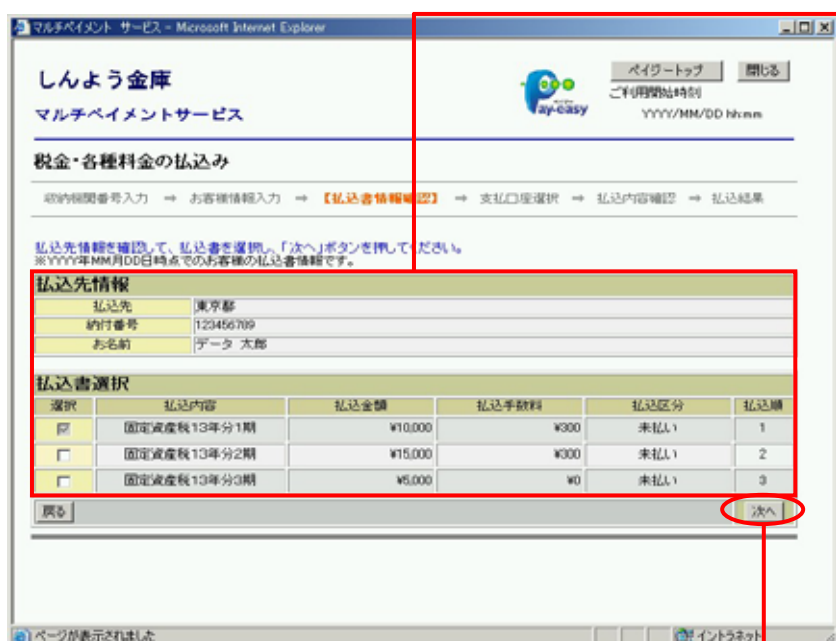 マルチペイメント サービス - Microsoft Internet Explorer
しんよう金庫
マルチペイメントサービス
Pay-easy
ペイジートップ 閉じる
ご利用開始時刻
YYYY/MM/DD hh:mm
税金・各種料金の払込み
収納機関番号入力 ⇒ お客様情報入力 ⇒ 【払込書情報確認】 ⇒ 支払口座選択 ⇒ 払込内容確認 ⇒ 払込結果
払込先情報を確認して、払込書を選択し、「次へ」ボタンを押してください。
※YYYY年MM月DD日時点でのお客様の払込書情報です。
払込先情報
払込先 東京都
納付番号 123456789
お名前 データ 太郎
払込書選択
選択 払込内容 払込金額 払込手数料 払込区分 払込順
固定資産税13年分1期 ¥10,000 ¥300 未払い 1
固定資産税13年分2期 ¥15,000 ¥300 未払い 2
固定資産税13年分3期 ¥5,000 ¥0 未払い 3
戻る 次へ
ページが表示されました イントラネット